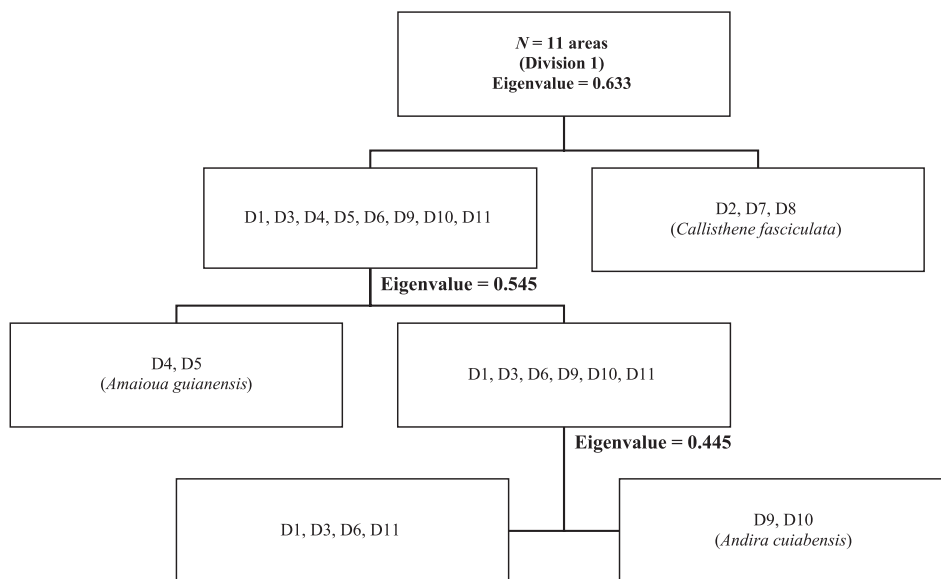 N = 11 areas
(Division 1)
Eigenvalue = 0.633
D1, D3, D4, D5, D6, D9, D10, D11
D2, D7, D8
(Callisthene fasciculata)
Eigenvalue = 0.545
D4, D5
(Amaioua guianensis)
D1, D3, D6, D9, D10, D11
Eigenvalue = 0.445
D1, D3, D6, D11
D9, D10
(Andira cuiabensis)